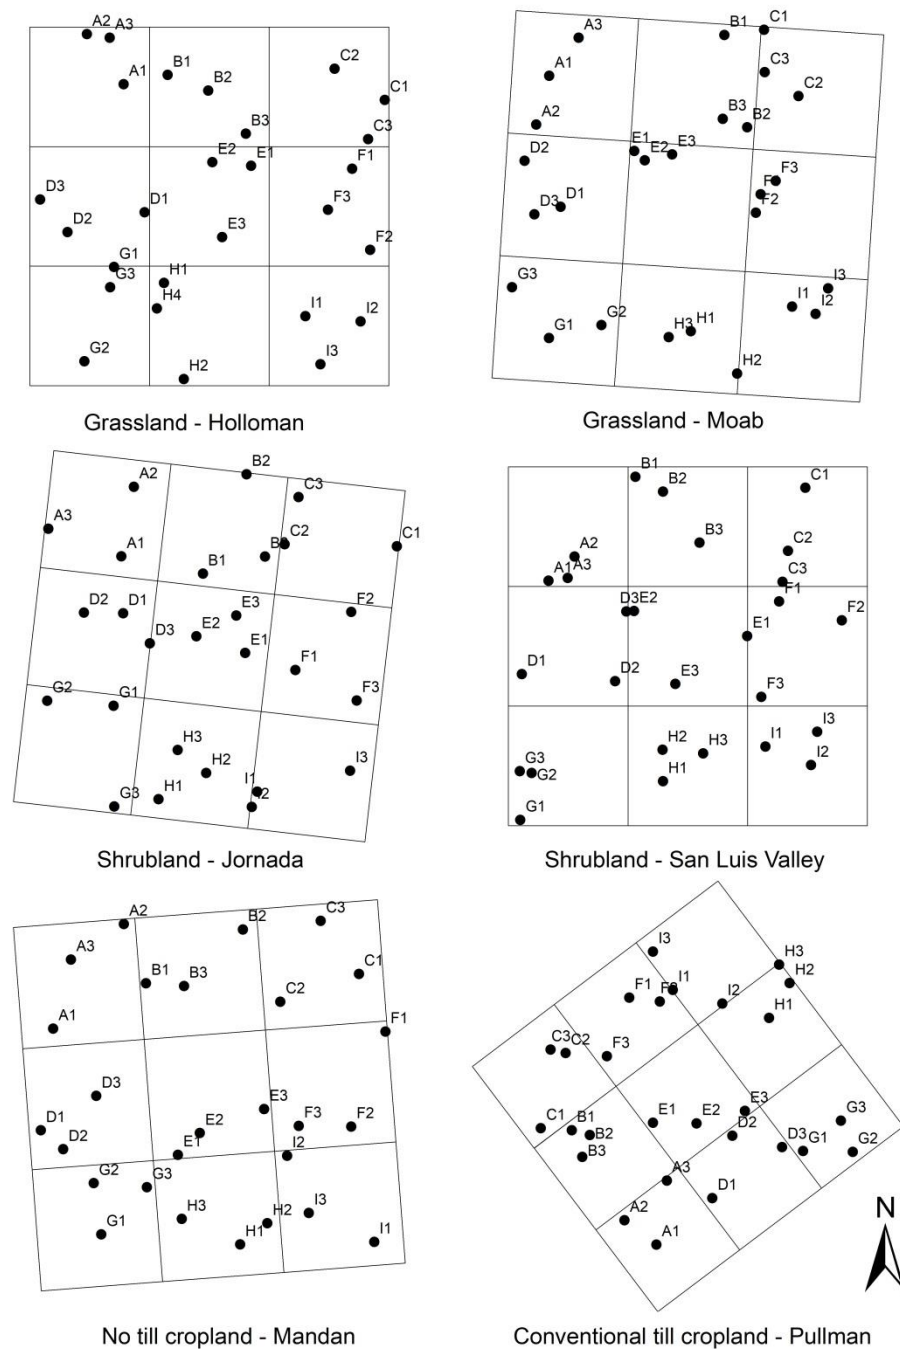 A2 A3
A1 B1 B2 C2
C1
B3 C3
E2 E1 F1
D3 D1 F3
D2 E3 F2
G1
G3 H1
H4 I1 I2
G2 H2 I3
Grassland - Holloman
A3 B1 C1
A1 C3 C2
A2 B3 B2
D2 E1 E2 E3
F3
D3 D1 F2
G3 I3
G2 I1 I2
G1 H3 H1
H2
Grassland - Moab
A2 B2 C3
A3 C2 C1
A1 B1
D2 D1 E3 F2
D3 E2 E1
F1
G2 G1 F3
H3 H2 I3
G3 H1 I1
Shrubland - Jornada
B1 B2 C1
B3 C2
A2
A1 A3 C3
F1
D3 E2 F2
E1
D1 D2 E3 F3
H2 H3 I1 I3
G3 G2 H1 I2
G1
Shrubland - San Luis Valley
A2 B2 C3
A3 B1 B3 C1
C2
A1 F1
D3 E3
D1 D2 E2 F3 F2
E1 I2
G2 G3
G1 H3 H2 I3
H1 I1
No till cropland - Mandan
I3 H3
H2
F1 I1 I2 H1
C3 C2 F3
C1 B1 B2 E1 E2 E3 G3
B3 D2 D3 G1 G2
A3 D1
A2
A1
N
Conventional till cropland - Pullman